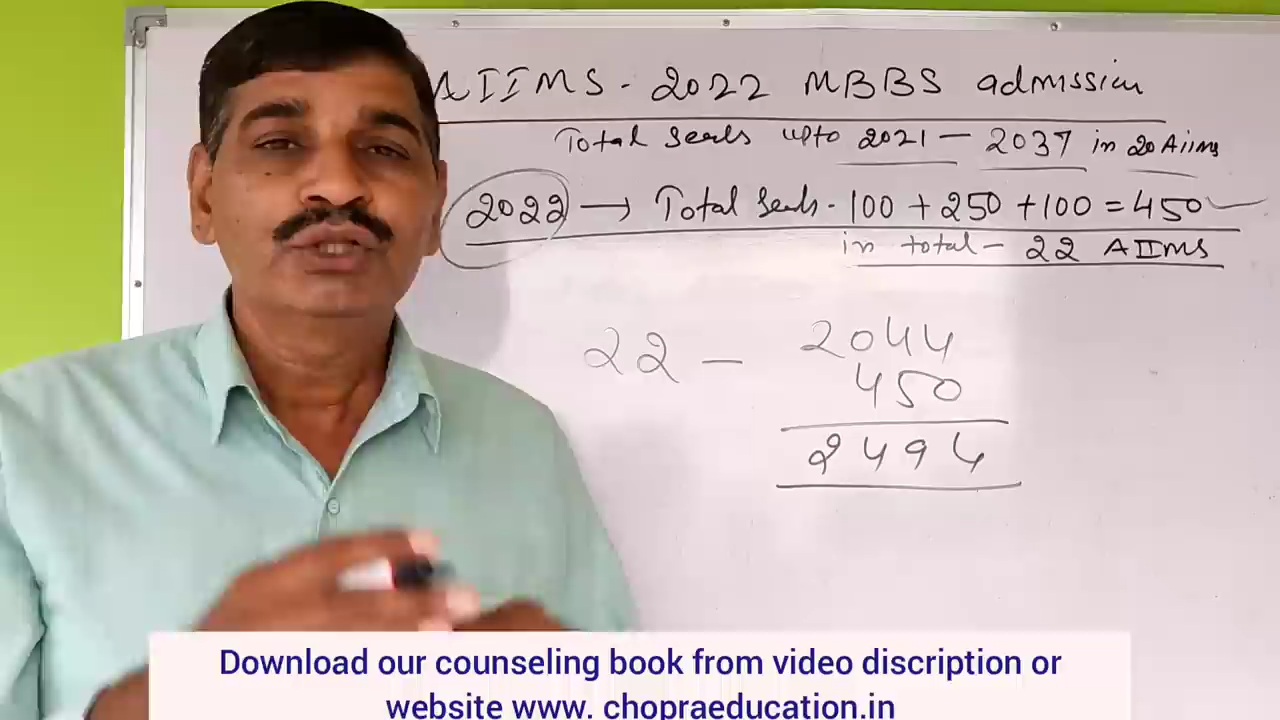 AIIMS - 2022 MBBS admission
Total Seats upto 2021 - 2037 in 20 Aiims
2022 → Total Seats - 100 + 250 + 100 = 450
in total - 22 AIIMS
22 - 2044
450
2494
Download our counseling book from video discription or
website www. chopraeducation.in